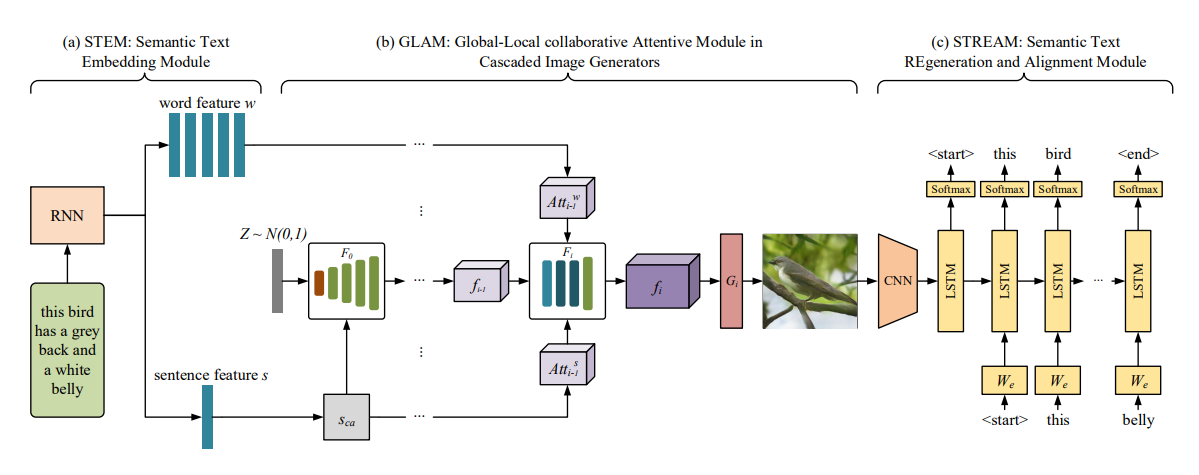 (a) STEM: Semantic Text
Embedding Module
(b) GLAM: Global-Local collaborative Attentive Module in
Cascaded Image Generators
(c) STREAM: Semantic Text
REgeneration and Alignment Module
word feature w
...
RNN
this bird
has a grey
back and
a white
belly
sentence feature s
Z ~ N(0,1)
F0
...
...
fi-1
Atti-1^w
Fi
Atti-1^s
...
sca
...
fi
Gi
CNN
<start>
this
bird
<end>
Softmax
Softmax
Softmax
Softmax
LSTM
LSTM
LSTM
...
LSTM
We
We
We
<start>
this
belly